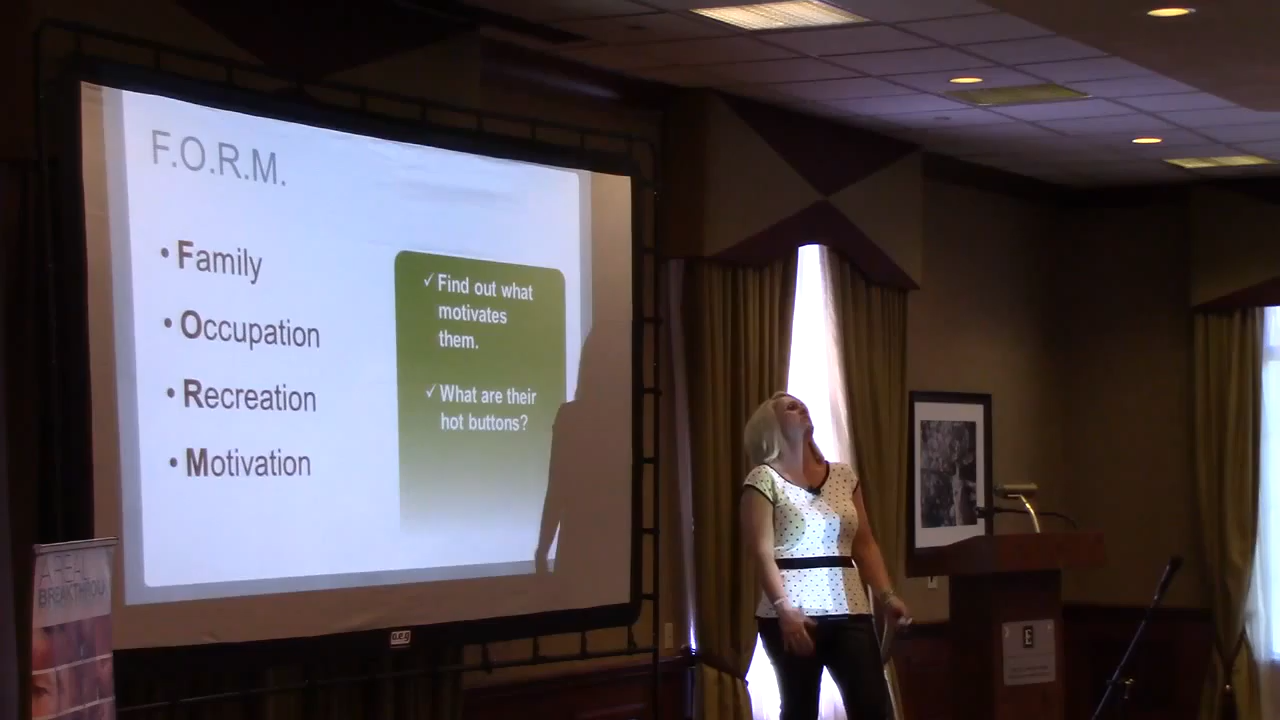 F.O.R.M.
• Family
• Occupation
• Recreation
• Motivation
✓ Find out what
motivates
them.
✓ What are their
hot buttons?
A REAL
BREAKTHROU
E